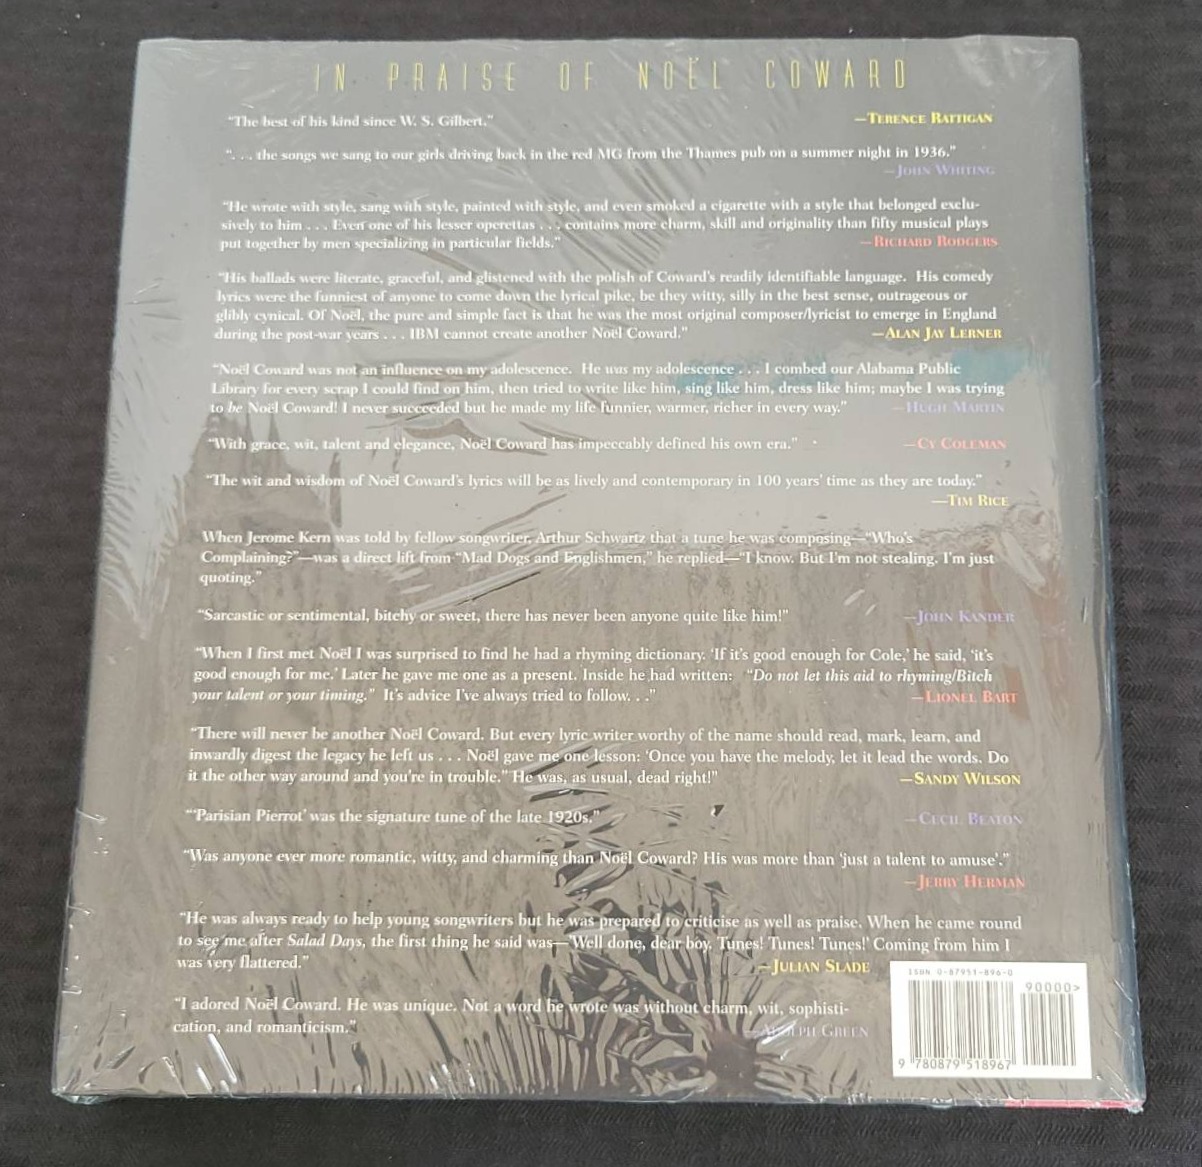 IN PRAISE OF NOËL COWARD
“The best of his kind since W. S. Gilbert.” —TERENCE RATTIGAN
“. . . the songs we sang to our girls driving back in the red MG from the Thames pub on a summer night in 1936.”
—JOHN WHITING
“He wrote with style, sang with style, painted with style, and even smoked a cigarette with a style that belonged exclu-
sively to him . . . Even one of his lesser operettas . . . contains more charm, skill and originality than fifty musical plays
put together by men specializing in particular fields.” —RICHARD RODGERS
“His ballads were literate, graceful, and glistened with the polish of Coward’s readily identifiable language. His comedy
lyrics were the funniest of anyone to come down the lyrical pike, be they witty, silly in the best sense, outrageous or
glibly cynical. Of Noël, the pure and simple fact is that he was the most original composer/lyricist to emerge in England
during the post-war years . . . IBM cannot create another Noël Coward.” —ALAN JAY LERNER
“Noël Coward was not an influence on my adolescence. He was my adolescence . . . I combed our Alabama Public
Library for every scrap I could find on him, then tried to write like him, sing like him, dress like him; maybe I was trying
to be Noël Coward! I never succeeded but he made my life funnier, warmer, richer in every way.” —HUGH MARTIN
“With grace, wit, talent and elegance, Noël Coward has impeccably defined his own era.” —CY COLEMAN
“The wit and wisdom of Noël Coward’s lyrics will be as lively and contemporary in 100 years’ time as they are today.”
—TIM RICE
When Jerome Kern was told by fellow songwriter, Arthur Schwartz that a tune he was composing—“Who’s
Complaining?”—was a direct lift from “Mad Dogs and Englishmen,” he replied—“I know. But I’m not stealing. I’m just
quoting.”
“Sarcastic or sentimental, bitchy or sweet, there has never been anyone quite like him!” —JOHN KANDER
“When I first met Noël I was surprised to find he had a rhyming dictionary. ‘If it’s good enough for Cole,’ he said, ‘it’s
good enough for me.’ Later he gave me one as a present. Inside he had written: “Do not let this aid to rhyming/Bitch
your talent or your timing.” It’s advice I’ve always tried to follow. . .” —LIONEL BART
“There will never be another Noël Coward. But every lyric writer worthy of the name should read, mark, learn, and
inwardly digest the legacy he left us . . . Noël gave me one lesson: ‘Once you have the melody, let it lead the words. Do
it the other way around and you’re in trouble.” He was, as usual, dead right!” —SANDY WILSON
“‘Parisian Pierrot’ was the signature tune of the late 1920s.” —CECIL BEATON
“Was anyone ever more romantic, witty, and charming than Noël Coward? His was more than ‘just a talent to amuse’.”
—JERRY HERMAN
“He was always ready to help young songwriters but he was prepared to criticise as well as praise. When he came round
to see me after Salad Days, the first thing he said was—‘Well done, dear boy. Tunes! Tunes! Tunes!’ Coming from him I
was very flattered.” —JULIAN SLADE
“I adored Noël Coward. He was unique. Not a word he wrote was without charm, wit, sophisti-
cation, and romanticism.” —ADOLPH GREEN
ISBN 0-87951-896-0
90000>
9 780879 518967